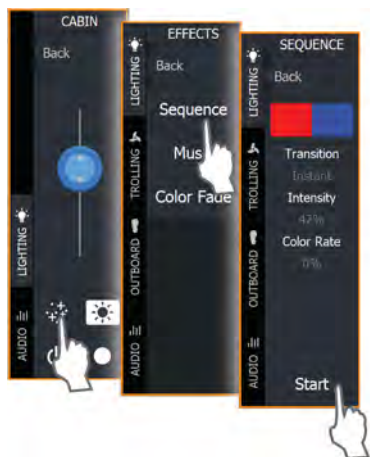 CABIN
Back
LIGHTING
AUDIO
EFFECTS
Back
Sequence
Mus
Color Fade
LIGHTING
TROLLING
OUTBOARD
AUDIO
SEQUENCE
Back
Transition
Instant
Intensity
42%
Color Rate
0%
Start
LIGHTING
TROLLING
OUTBOARD
AUDIO